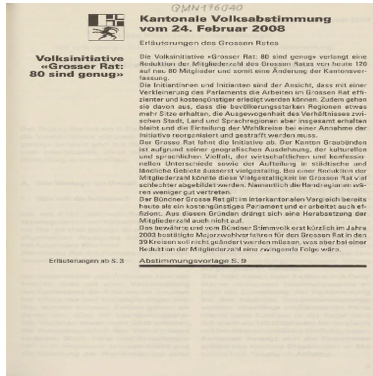 QMN176040
Kantonale Volksabstimmung
vom 24. Februar 2008
Erläuterungen des Grossen Rates
Volksinitiative
«Grosser Rat:
80 sind genug»
Die Volksinitiative «Grosser Rat: 80 sind genug» verlangt eine
Reduktion der Mitgliederzahl des Grossen Rates von heute 120
auf neu 80 Mitglieder und somit eine Änderung der Kantonsver-
fassung.
Die Initiantinnen und Initianten sind der Ansicht, dass mit einer
Verkleinerung des Parlaments die Arbeiten im Grossen Rat effi-
zienter und kostengünstiger erledigt werden können. Zudem gehen
sie davon aus, dass die bevölkerungsstarken Regionen etwas
mehr Sitze erhalten, die Ausgewogenheit des Verhältnisses zwi-
schen Stadt, Land und Sprachregionen aber insgesamt erhalten
bleibt und die Einteilung der Wahlkreise bei einer Annahme der
Initiative reorganisiert und gestrafft werden muss.
Der Grosse Rat lehnt die Initiative ab. Der Kanton Graubünden
ist aufgrund seiner geografischen Ausdehnung, der kulturellen
und sprachlichen Vielfalt, der wirtschaftlichen und konfessio-
nellen Unterschiede sowie der Aufteilung in städtische und
ländliche Gebiete äusserst vielgestaltig. Bei einer Reduktion der
Mitgliederzahl könnte diese Vielgestaltigkeit im Grossen Rat viel
schlechter abgebildet werden. Namentlich die Randregionen wä-
ren weniger gut vertreten.
Der Bündner Grosse Rat gilt im interkantonalen Vergleich bereits
heute als ein kostengünstiges Parlament und er arbeitet auch ef-
fizient. Aus diesen Gründen drängt sich eine Herabsetzung der
Mitgliederzahl auch nicht auf.
Das bewährte und vom Bündner Stimmvolk erst kürzlich im Jahre
2003 bestätigte Majorzwahlverfahren für den Grossen Rat in den
39 Kreisen soll nicht geändert werden müssen, was aber bei einer
Reduktion der Mitgliederzahl eine zwingende Folge wäre.
Erläuterungen ab S. 3
Abstimmungsvorlage S. 9